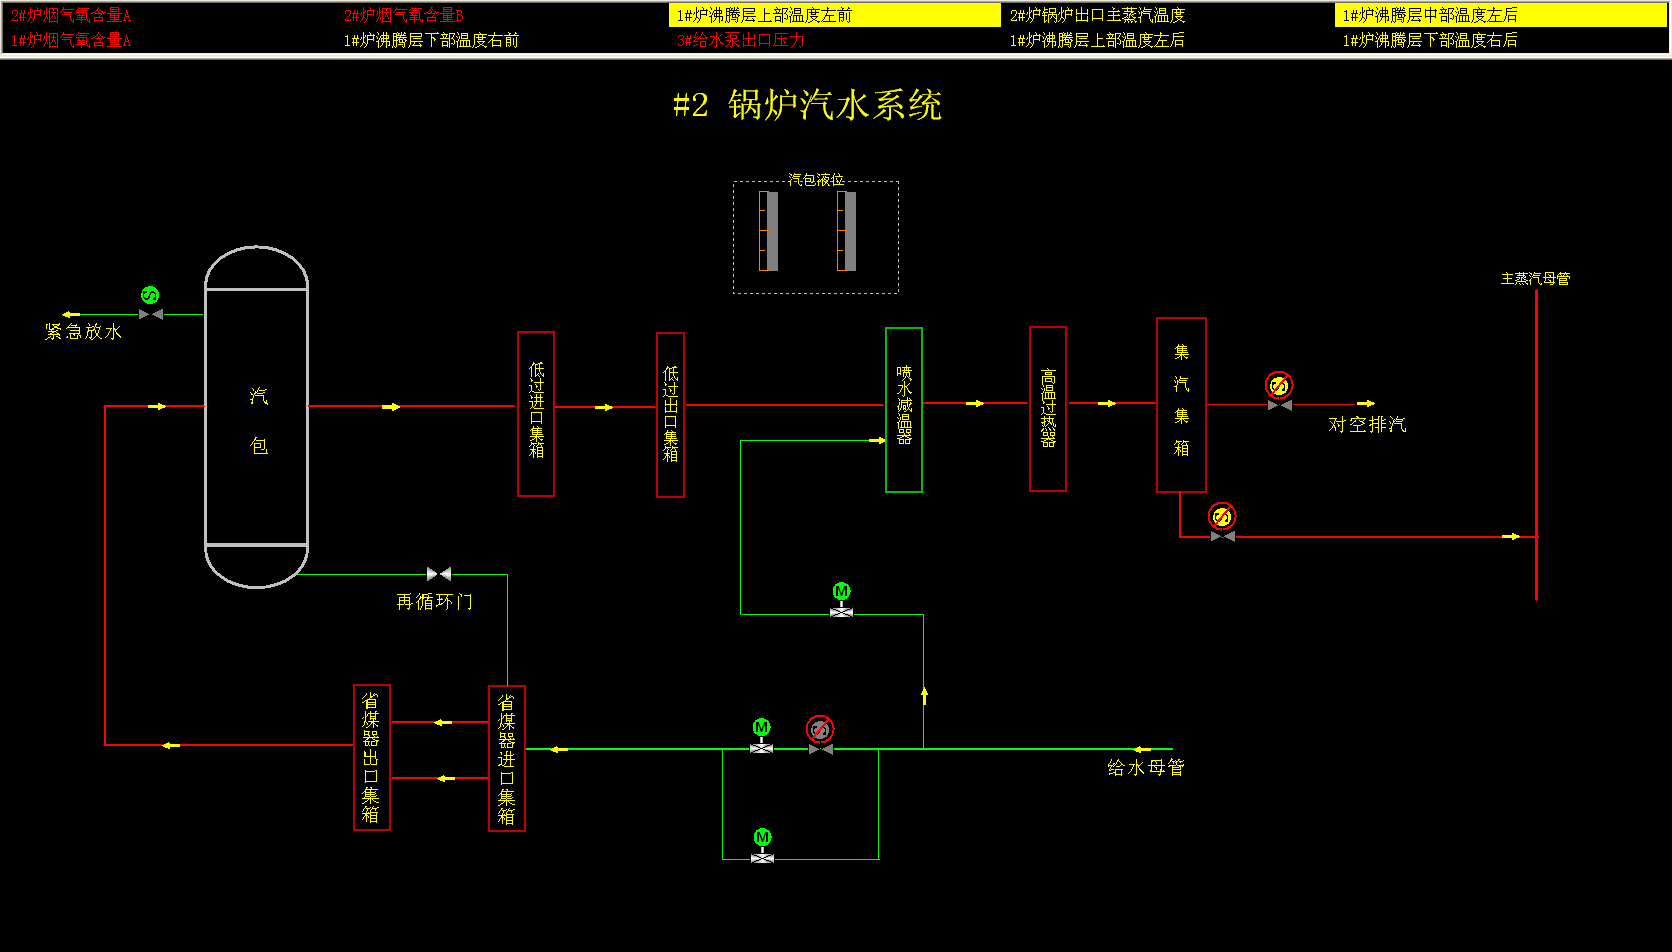 2#炉烟气氧含量A
2#炉烟气氧含量B
1#炉沸腾层上部温度左前
2#炉锅炉出口主蒸汽温度
1#炉沸腾层中部温度左后
1#炉烟气氧含量A
1#炉沸腾层下部温度右前
3#给水泵出口压力
1#炉沸腾层上部温度左后
1#炉沸腾层下部温度右后
#2 锅炉汽水系统
汽包液位
主蒸汽母管
紧急放水
汽包
低过进口集箱
低过出口集箱
喷水减温器
高温过热器
集汽集箱
对空排汽
再循环门
省煤器出口集箱
省煤器进口集箱
给水母管
S
S
S
S
M
M
M